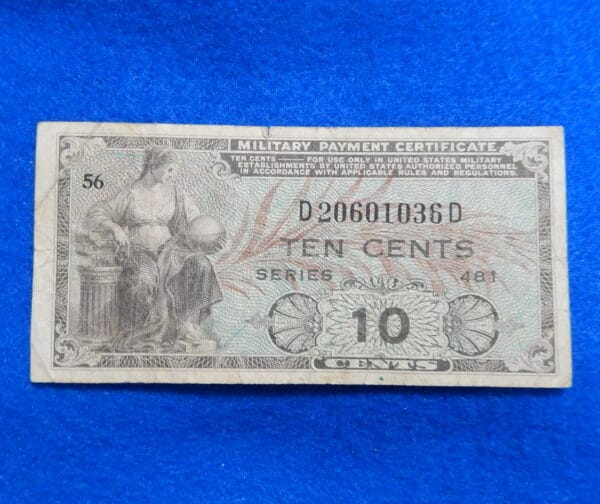 MILITARY PAYMENT CERTIFICATE
TEN CENTS — FOR USE ONLY IN UNITED STATES MILITARY
ESTABLISHMENTS BY UNITED STATES AUTHORIZED PERSONNEL
IN ACCORDANCE WITH APPLICABLE RULES AND REGULATIONS.
56
D20601036D
TEN CENTS
SERIES 481
10
CENTS